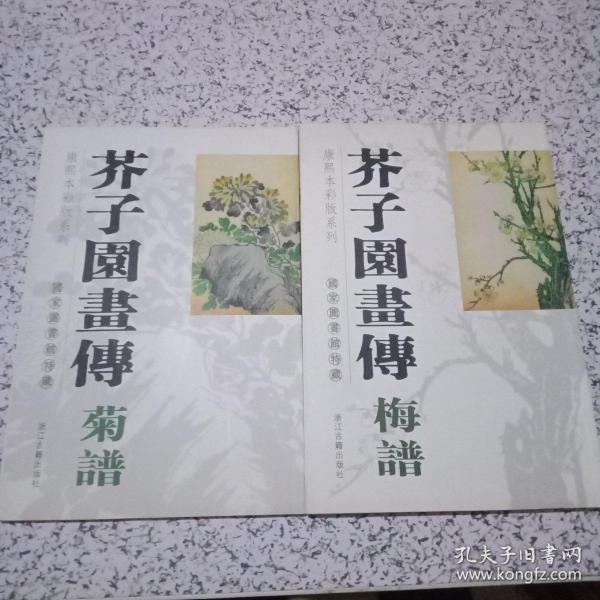 康熙本彩版系列
芥子園畫傳
國家圖書館特藏
菊譜
浙江古籍出版社
康熙本彩版系列
芥子園畫傳
國家圖書館特藏
梅譜
浙江古籍出版社
孔夫子旧書网
www.kongfz.com